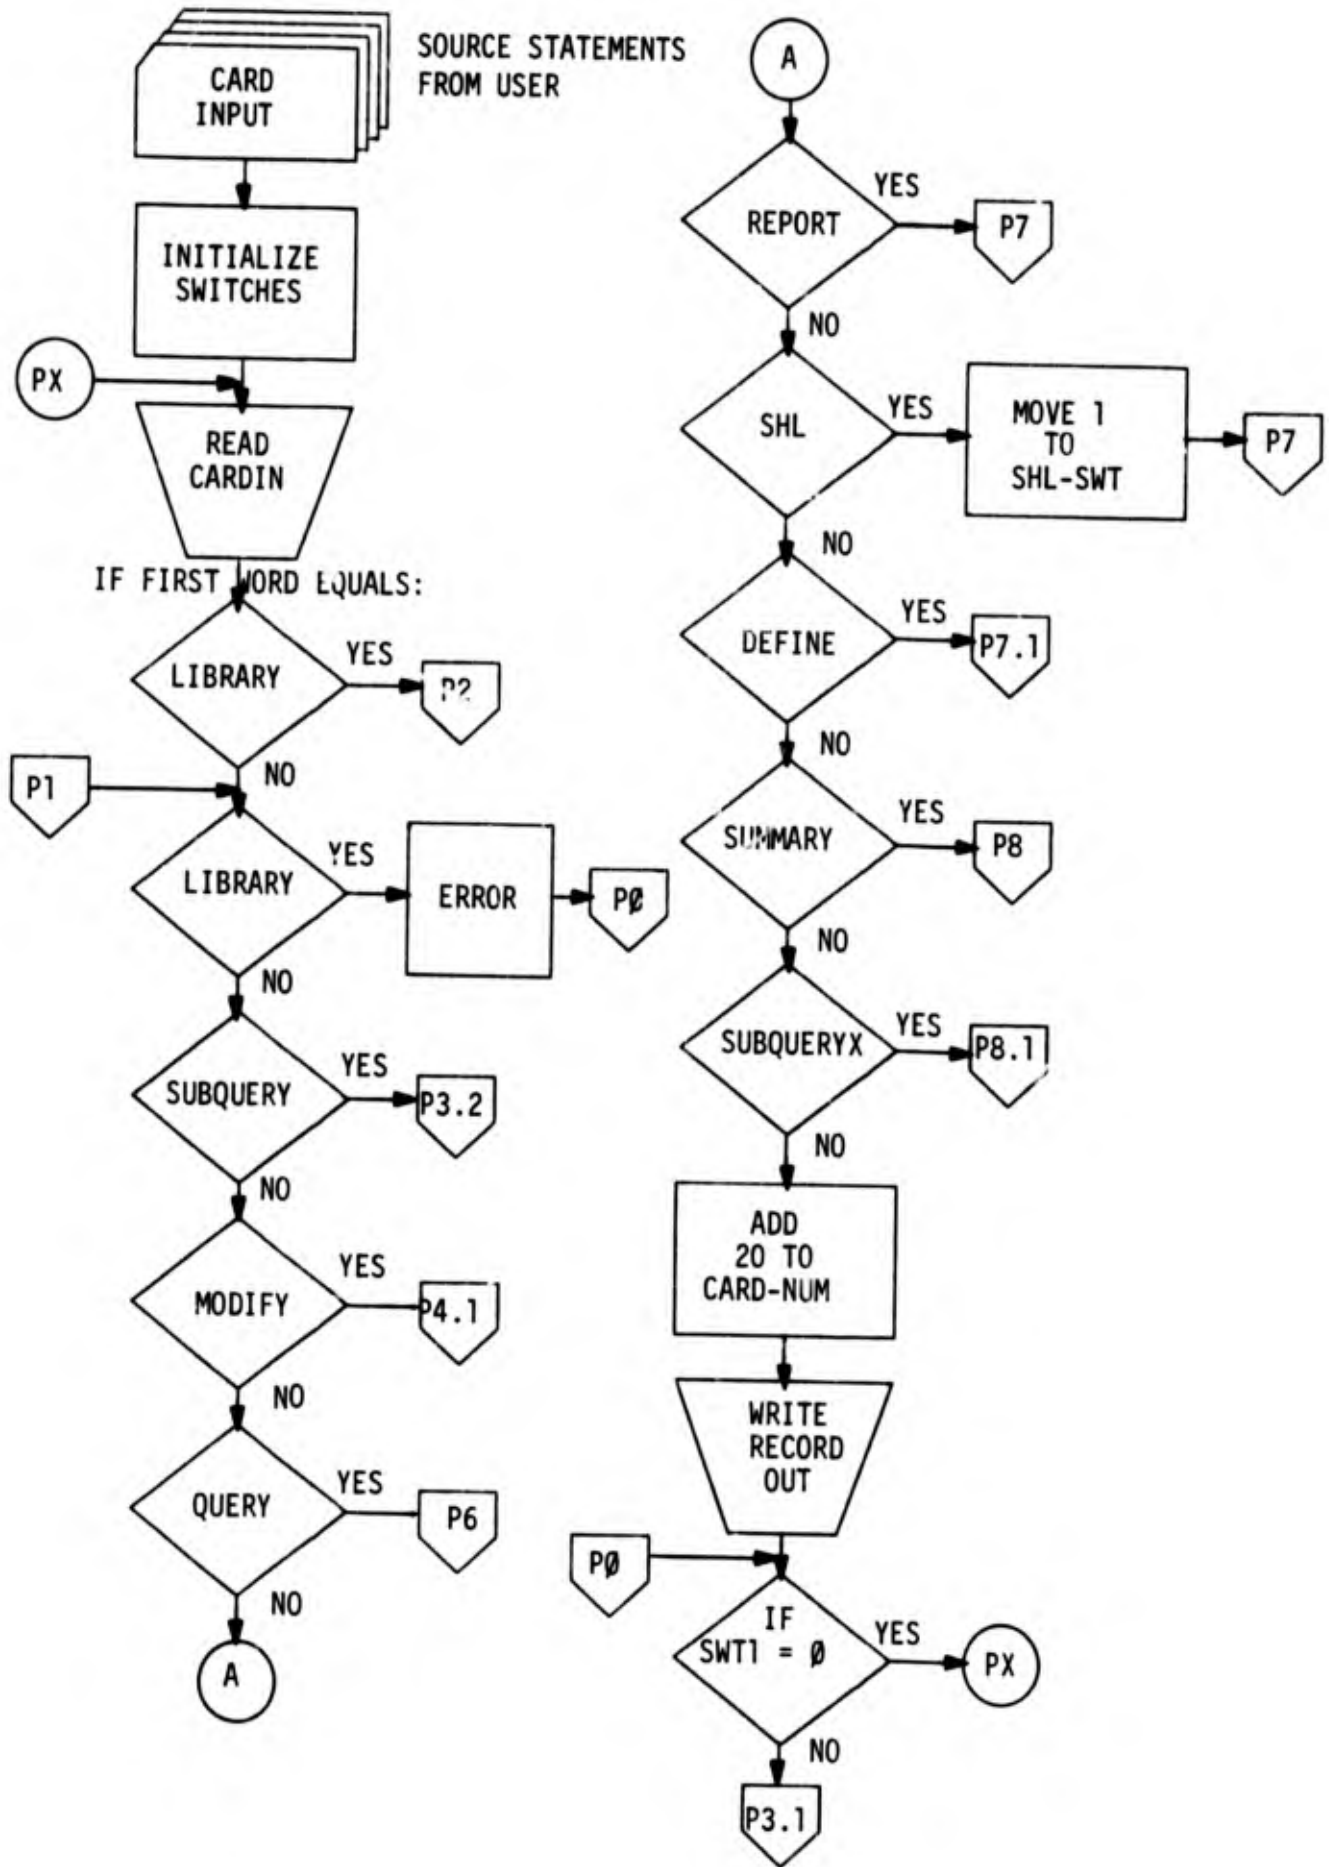 CARD
INPUT
SOURCE STATEMENTS
FROM USER
INITIALIZE
SWITCHES
PX
READ
CARDIN
IF FIRST WORD EQUALS:
LIBRARY
YES
P2
NO
P1
LIBRARY
YES
ERROR
PØ
NO
SUBQUERY
YES
P3.2
NO
MODIFY
YES
P4.1
NO
QUERY
YES
P6
NO
A
A
REPORT
YES
P7
NO
SHL
YES
MOVE 1
TO
SHL-SWT
P7
NO
DEFINE
YES
P7.1
NO
SUMMARY
YES
P8
NO
SUBQUERYX
YES
P8.1
NO
ADD
20 TO
CARD-NUM
WRITE
RECORD
OUT
PØ
IF
SWT1 = Ø
YES
PX
NO
P3.1